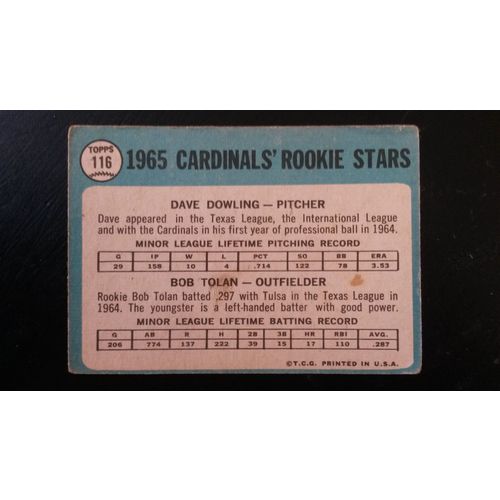 TOPPS
116
1965 CARDINALS' ROOKIE STARS
DAVE DOWLING — PITCHER
Dave appeared in the Texas League, the International League
and with the Cardinals in his first year of professional ball in 1964.
MINOR LEAGUE LIFETIME PITCHING RECORD
G IP W L PCT SO BB ERA
29 158 10 4 .714 122 78 3.53
BOB TOLAN — OUTFIELDER
Rookie Bob Tolan batted .297 with Tulsa in the Texas League in
1964. The youngster is a left-handed batter with good power.
MINOR LEAGUE LIFETIME BATTING RECORD
G AB R H 2B 3B HR RBI AVG.
206 774 137 222 39 15 17 110 .287
©T.C.G. PRINTED IN U.S.A.